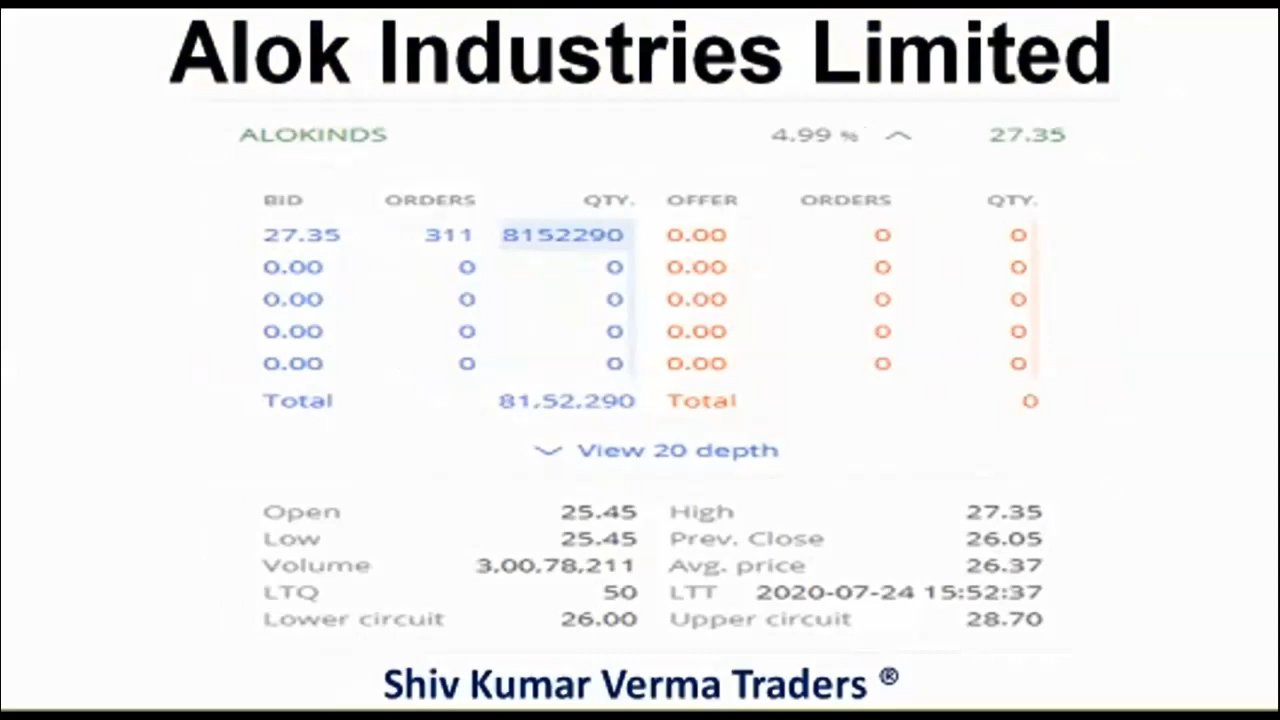 Alok Industries Limited
ALOKINDS 4.99 % 27.35
BID ORDERS QTY. OFFER ORDERS QTY.
27.35 311 8152290 0.00 0 0
0.00 0 0 0.00 0 0
0.00 0 0 0.00 0 0
0.00 0 0 0.00 0 0
0.00 0 0 0.00 0 0
Total 81,52,290 Total 0
View 20 depth
Open 25.45 High 27.35
Low 25.45 Prev. Close 26.05
Volume 3,00,78,211 Avg. price 26.37
LTQ 50 LTT 2020-07-24 15:52:37
Lower circuit 26.00 Upper circuit 28.70
Shiv Kumar Verma Traders ®